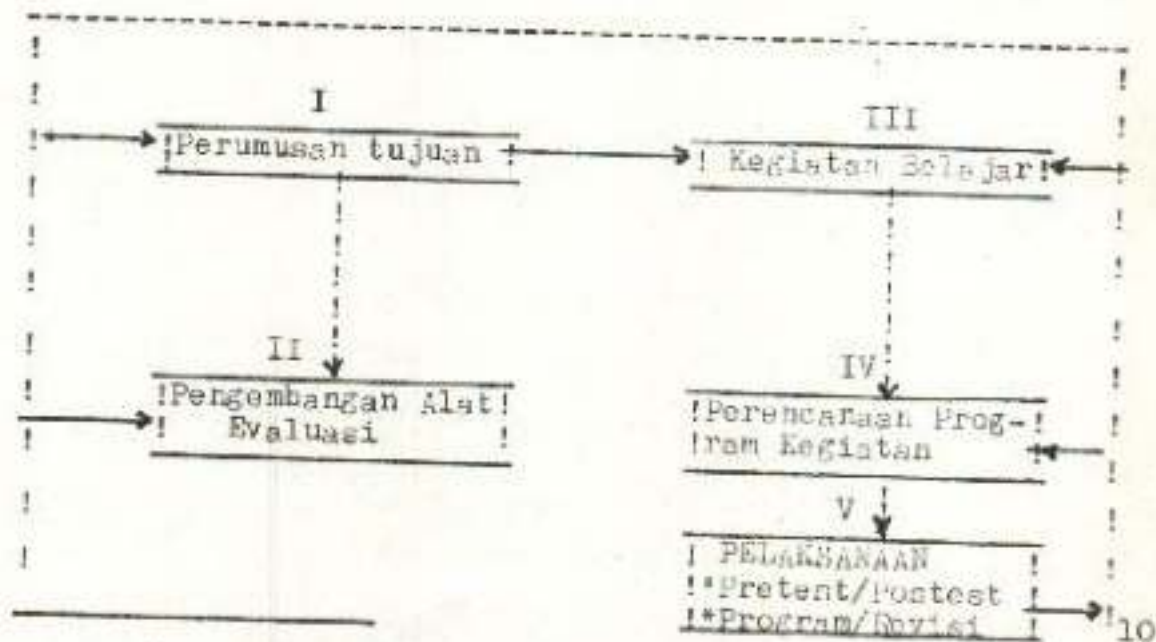 I
Perumusan tujuan
III
Kegiatan Belajar
II
Pengembangan Alat
Evaluasi
IV
Perencanaan Prog-
ram Kegiatan
V
PELAKSANAAN
*Pretent/Postest
*Program/Revisi
10